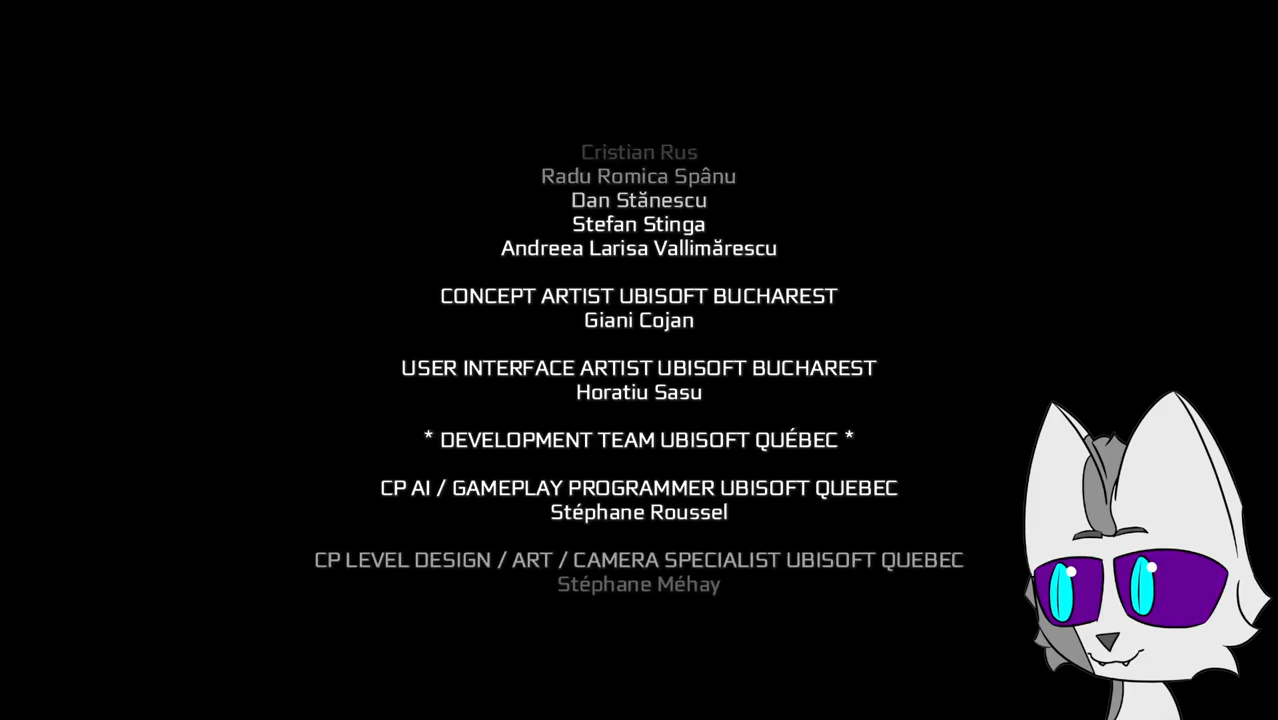 Cristian Rus
Radu Romica Spânu
Dan Stănescu
Stefan Stinga
Andreea Larisa Vallimărescu
CONCEPT ARTIST UBISOFT BUCHAREST
Giani Cojan
USER INTERFACE ARTIST UBISOFT BUCHAREST
Horatiu Sasu
* DEVELOPMENT TEAM UBISOFT QUÉBEC *
CP AI / GAMEPLAY PROGRAMMER UBISOFT QUEBEC
Stéphane Roussel
CP LEVEL DESIGN / ART / CAMERA SPECIALIST UBISOFT QUEBEC
Stéphane Méhay